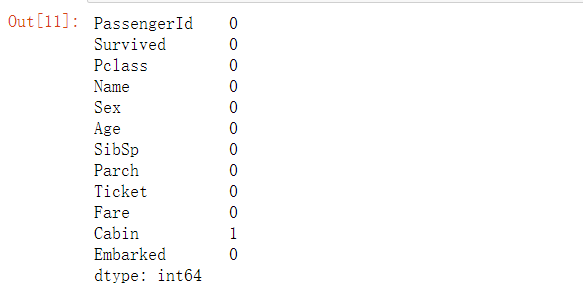 Out[11]: PassengerId 0
Survived 0
Pclass 0
Name 0
Sex 0
Age 0
SibSp 0
Parch 0
Ticket 0
Fare 0
Cabin 1
Embarked 0
dtype: int64